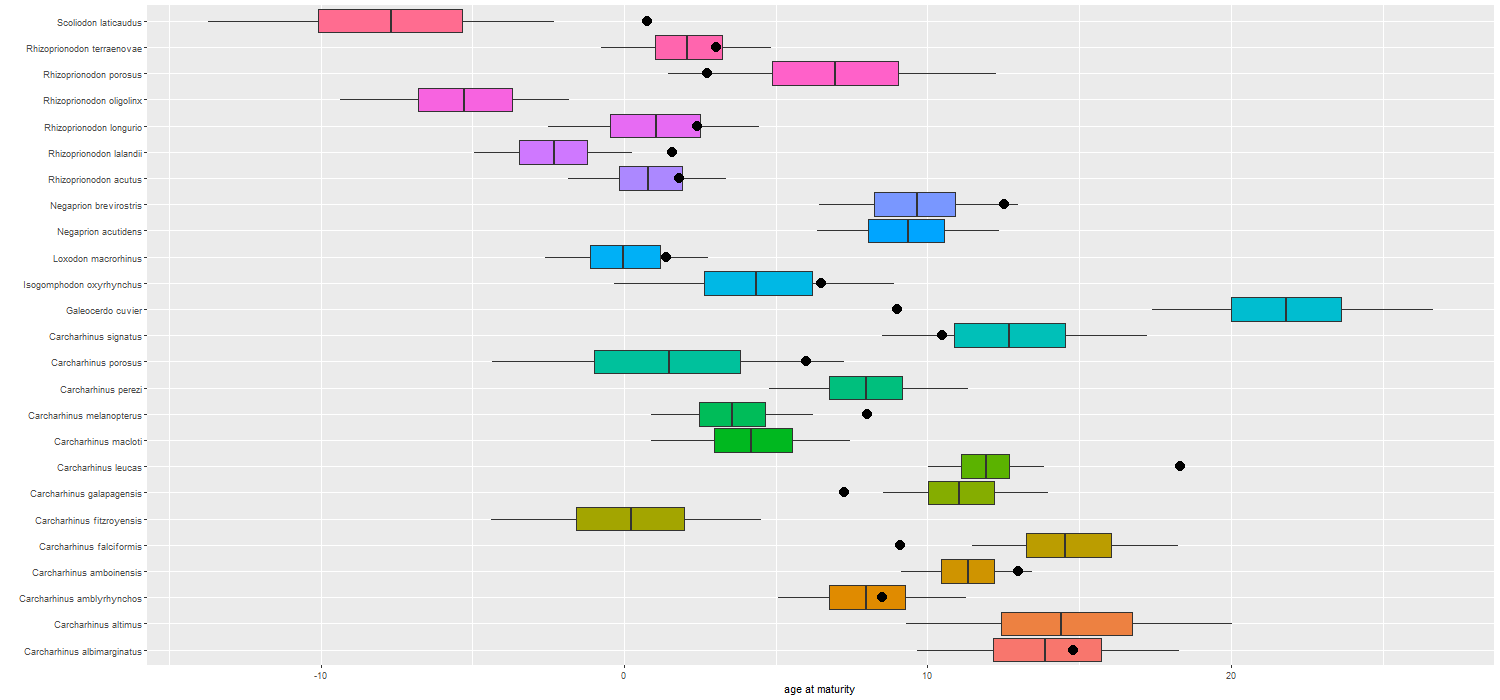 Scoliodon laticaudus
Rhizoprionodon terraenovae
Rhizoprionodon porosus
Rhizoprionodon oligolinx
Rhizoprionodon longurio
Rhizoprionodon lalandii
Rhizoprionodon acutus
Negaprion brevirostris
Negaprion acutidens
Loxodon macrorhinus
Isogomphodon oxyrhynchus
Galeocerdo cuvier
Carcharhinus signatus
Carcharhinus porosus
Carcharhinus perezi
Carcharhinus melanopterus
Carcharhinus macloti
Carcharhinus leucas
Carcharhinus galapagensis
Carcharhinus fitzroyensis
Carcharhinus falciformis
Carcharhinus amboinensis
Carcharhinus amblyrhynchos
Carcharhinus altimus
Carcharhinus albimarginatus
-10 0 10 20
age at maturity